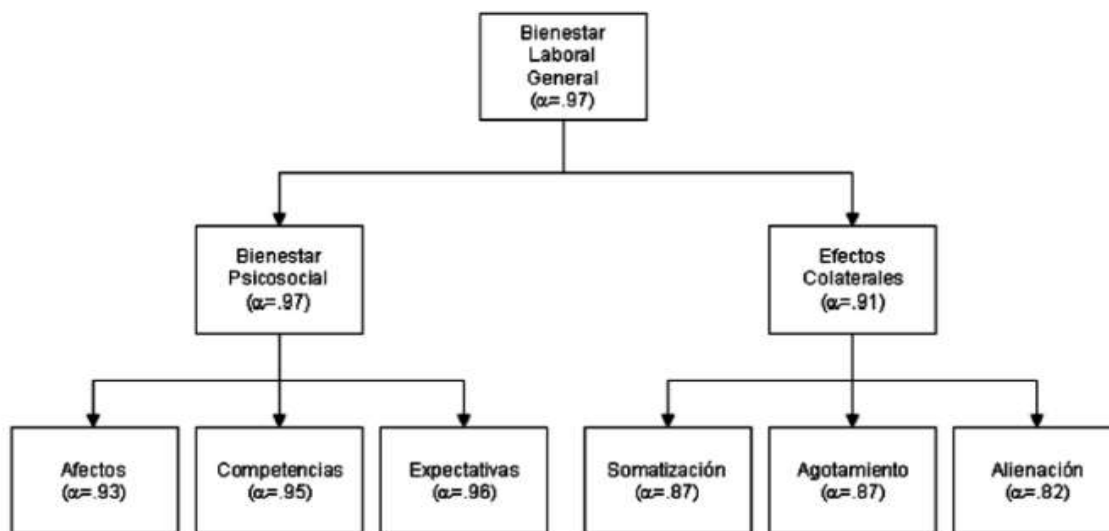 Bienestar
Laboral
General
(α=.97)
Bienestar
Psicosocial
(α=.97)
Efectos
Colaterales
(α=.91)
Afectos
(α=.93)
Competencias
(α=.95)
Expectativas
(α=.96)
Somatización
(α=.87)
Agotamiento
(α=.87)
Alienación
(α=.82)